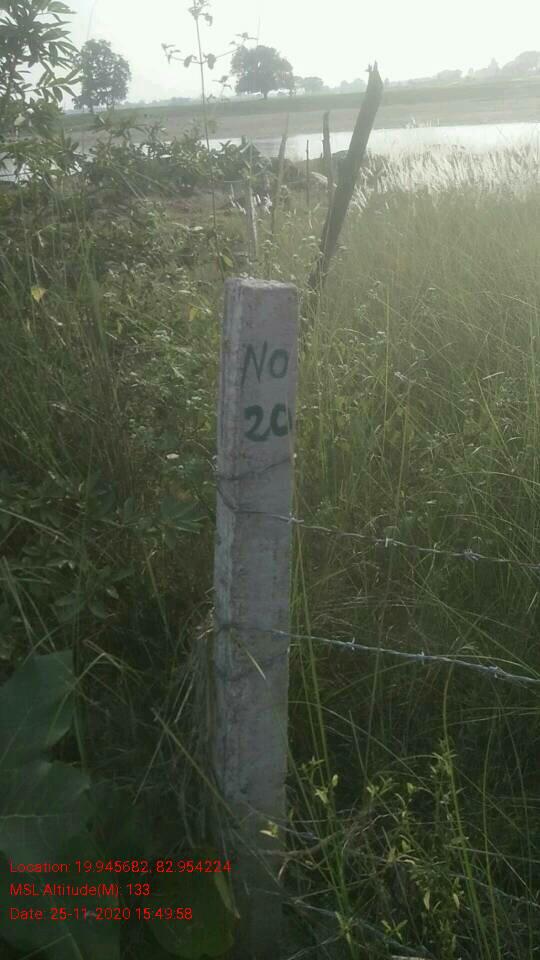 NO
20
Location: 19.945682, 82.954224
MSL Altitude(M): 133
Date: 25-11-2020 15:49:58